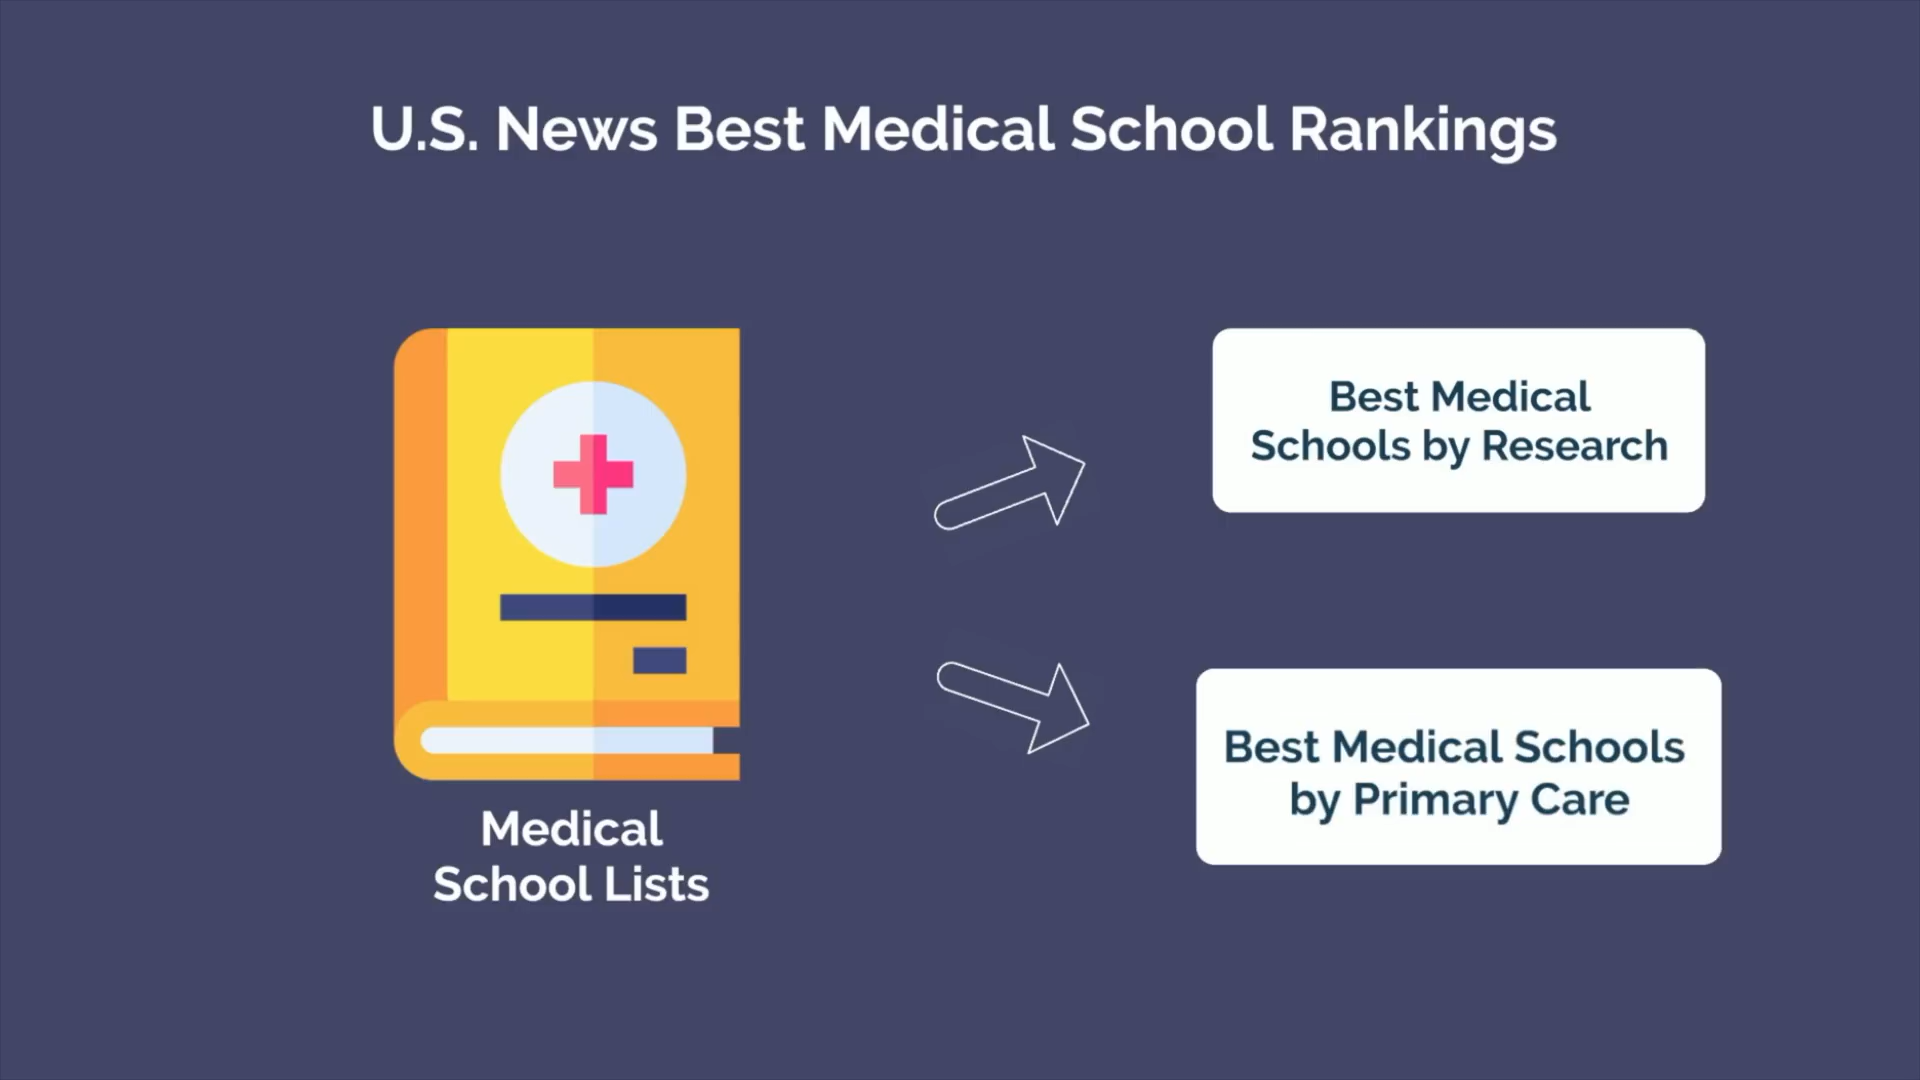 U.S. News Best Medical School Rankings
Medical
School Lists
Best Medical
Schools by Research
Best Medical Schools
by Primary Care